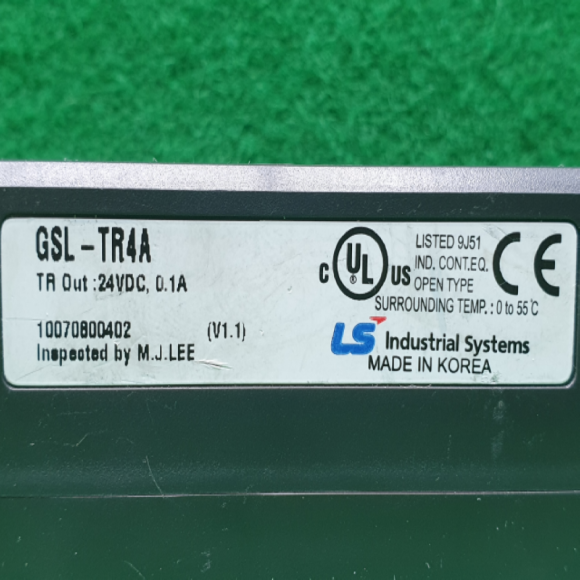 GSL-TR4A
TR Out :24VDC, 0.1A
10070800402 (V1.1)
Inspected by M.J.LEE
C UL ® US
LISTED 9J51
IND. CONT.EQ.
OPEN TYPE
SURROUNDING TEMP.: 0 to 55℃
CE
LS Industrial Systems
MADE IN KOREA